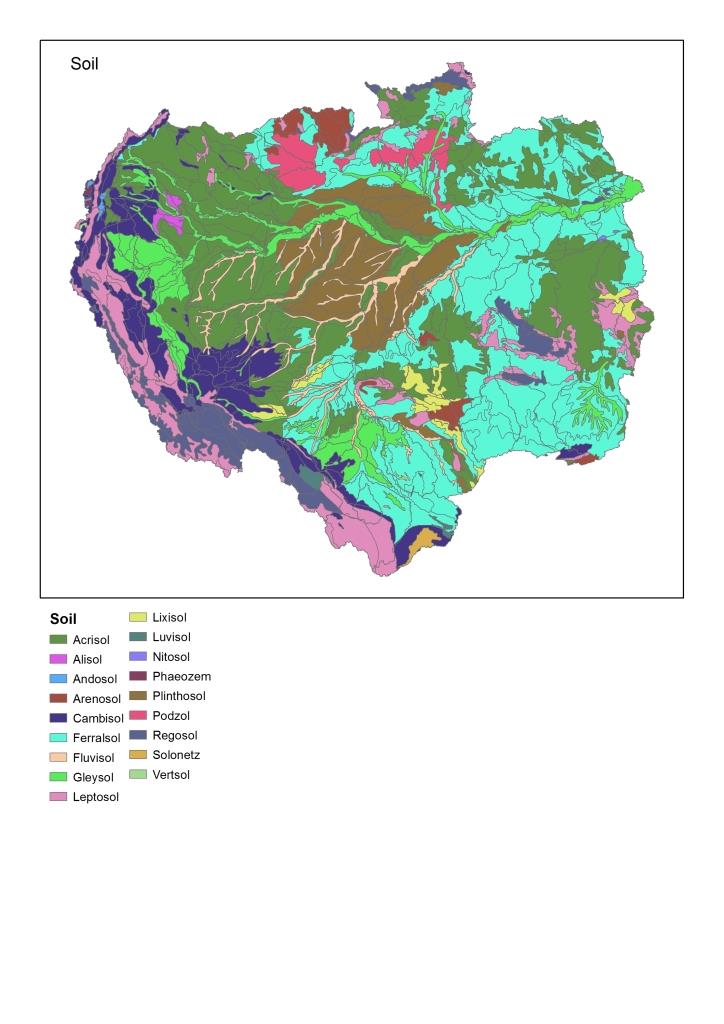 Soil
Soil
Acrisol
Alisol
Andosol
Arenosol
Cambisol
Ferralsol
Fluvisol
Gleysol
Leptosol
Lixisol
Luvisol
Nitosol
Phaeozem
Plinthosol
Podzol
Regosol
Solonetz
Vertsol